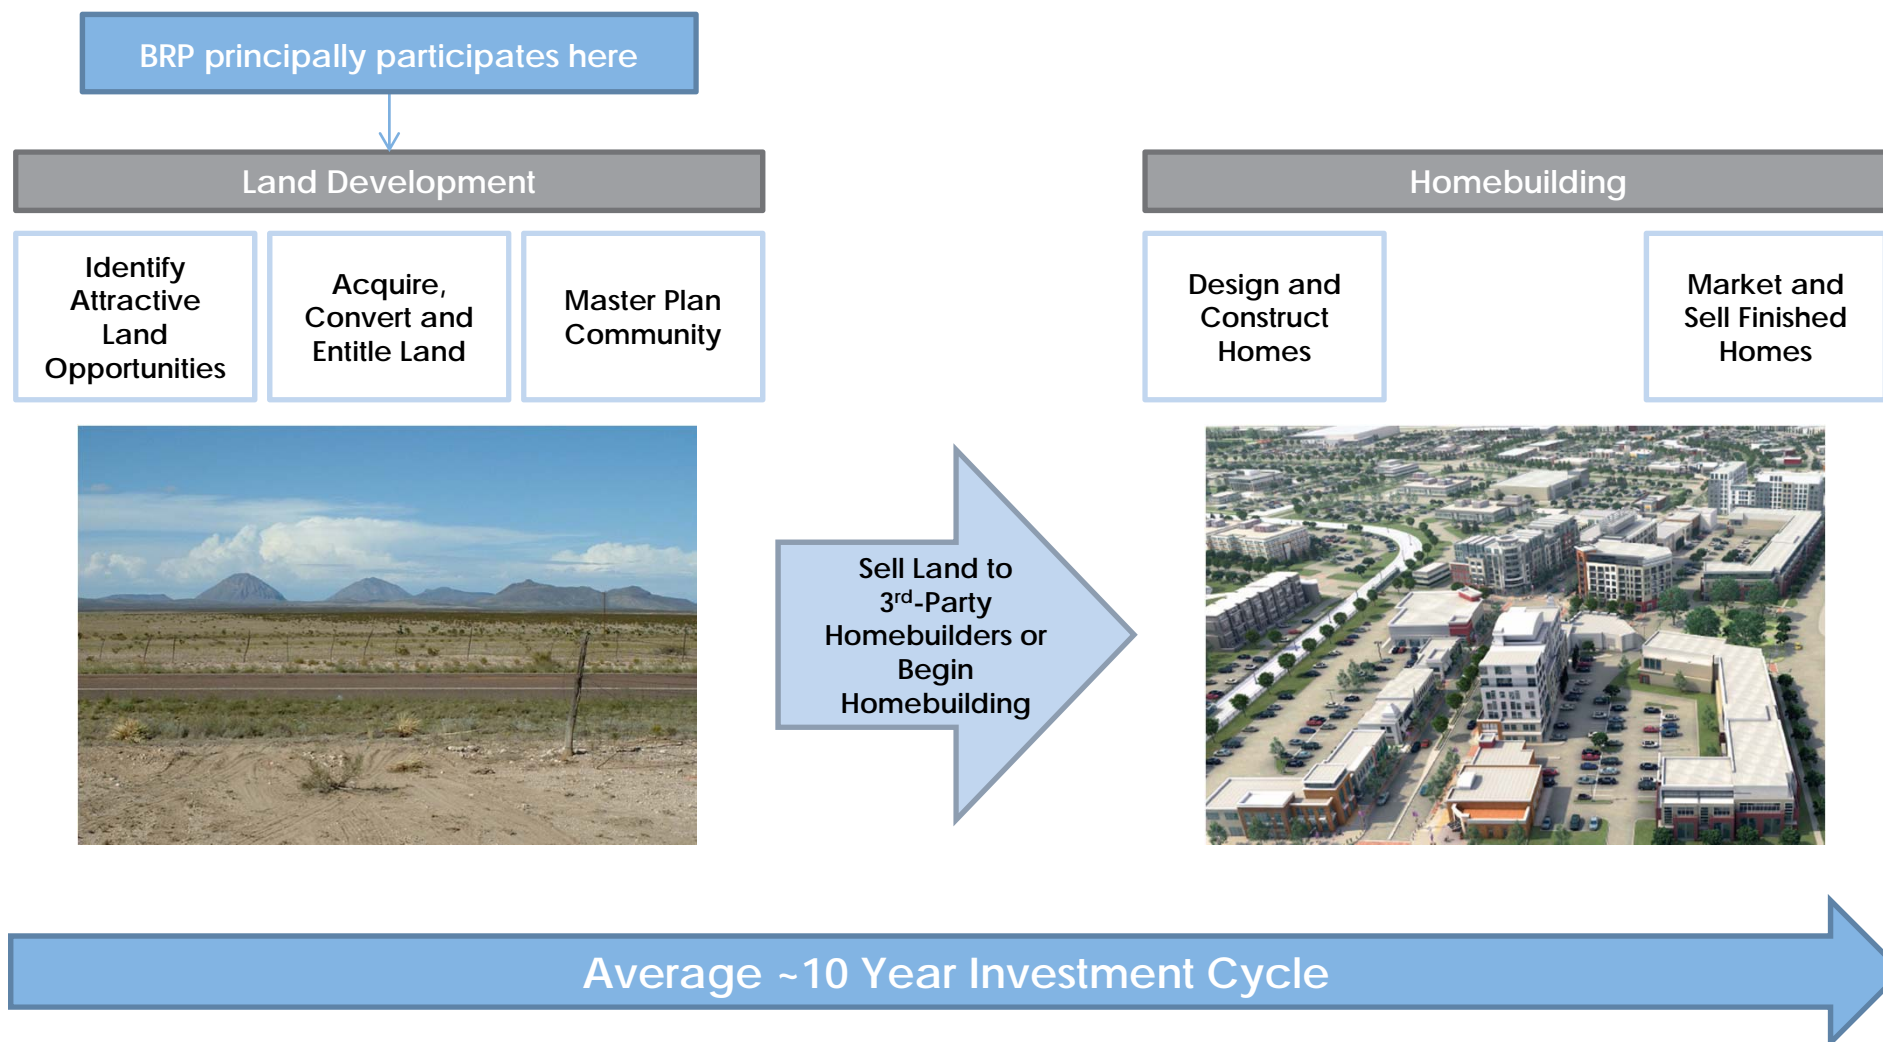 BRP principally participates here
Land Development
Homebuilding
Identify
Attractive
Land
Opportunities
Acquire,
Convert and
Entitle Land
Master Plan
Community
Design and
Construct
Homes
Market and
Sell Finished
Homes
Sell Land to
3rd-Party
Homebuilders or
Begin
Homebuilding
Average ~10 Year Investment Cycle